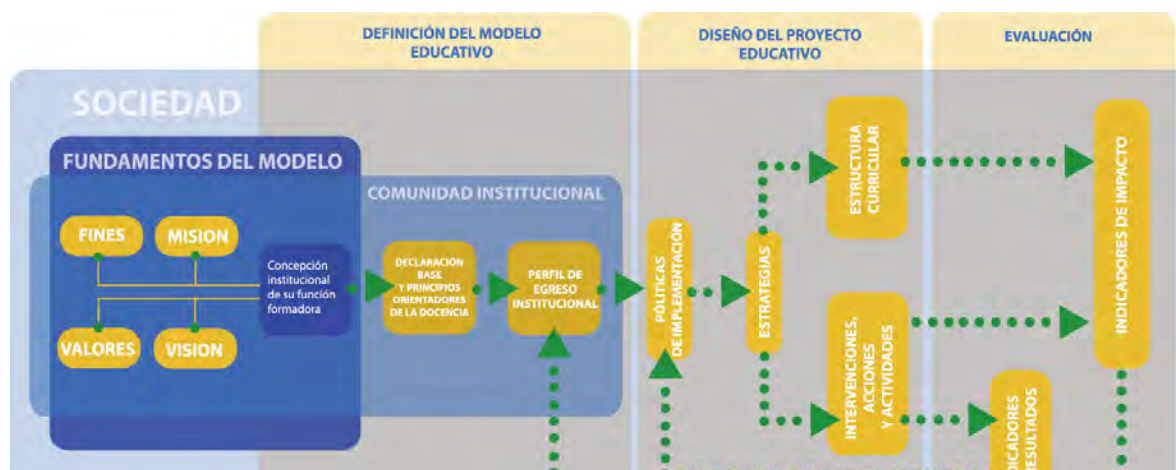 DEFINICIÓN DEL MODELO
EDUCATIVO
DISEÑO DEL PROYECTO
EDUCATIVO
EVALUACIÓN
SOCIEDAD
FUNDAMENTOS DEL MODELO
COMUNIDAD INSTITUCIONAL
FINES
MISION
VALORES
VISION
Concepción
institucional
de su función
formadora
DECLARACIÓN
BASE
Y PRINCIPIOS
ORIENTADORES
DE LA DOCENCIA
PERFIL DE
EGRESO
INSTITUCIONAL
PÓLITICAS
DE IMPLEMENTACIÓN
ESTRATEGIAS
ESTRUCTURA
CURRICULAR
INTERVENCIONES,
ACCIONES
Y ACTIVIDADES
INDICADORES DE IMPACTO